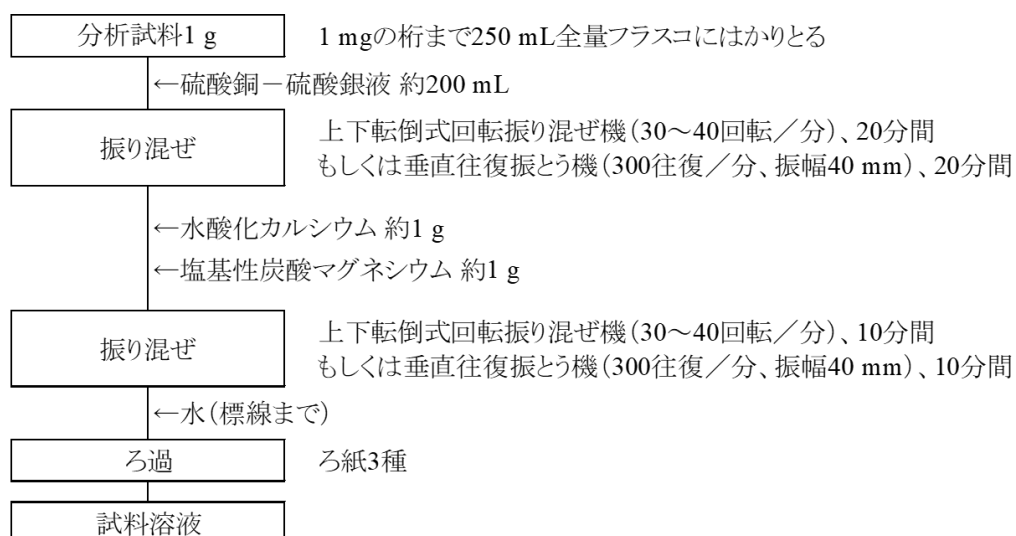 分析試料1 g 1 mgの桁まで250 mL全量フラスコにはかりとる
←硫酸銅－硫酸銀液 約200 mL
振り混ぜ
上下転倒式回転振り混ぜ機（30～40回転／分）、20分間
もしくは垂直往復振とう機（300往復／分、振幅40 mm）、20分間
←水酸化カルシウム 約1 g
←塩基性炭酸マグネシウム 約1 g
振り混ぜ
上下転倒式回転振り混ぜ機（30～40回転／分）、10分間
もしくは垂直往復振とう機（300往復／分、振幅40 mm）、10分間
←水（標線まで）
ろ過 ろ紙3種
試料溶液